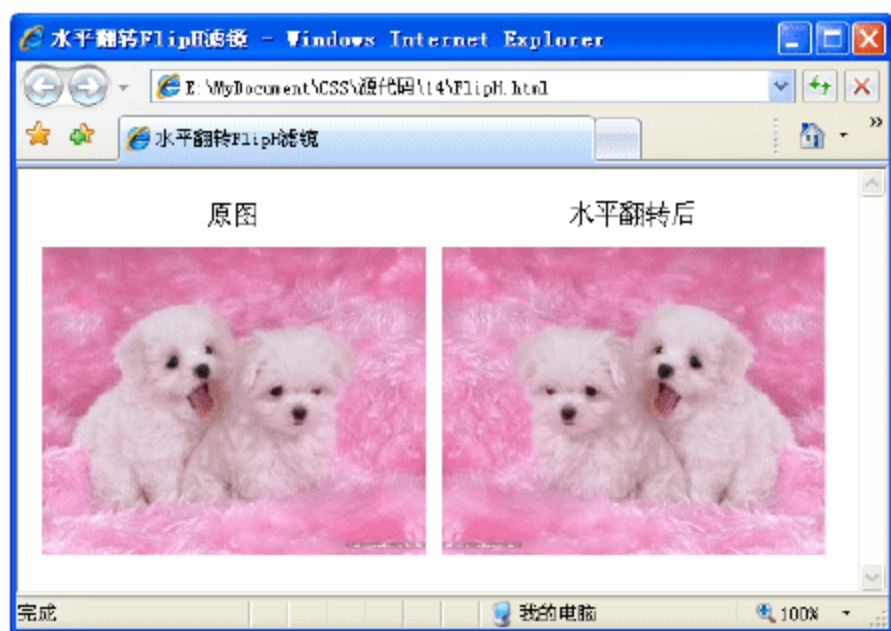 水平翻转FlipH滤镜 - Windows Internet Explorer
E:\MyDocument\CSS\源代码\14\FlipH.html
水平翻转FlipH滤镜
原图 水平翻转后
完成 我的电脑 100%